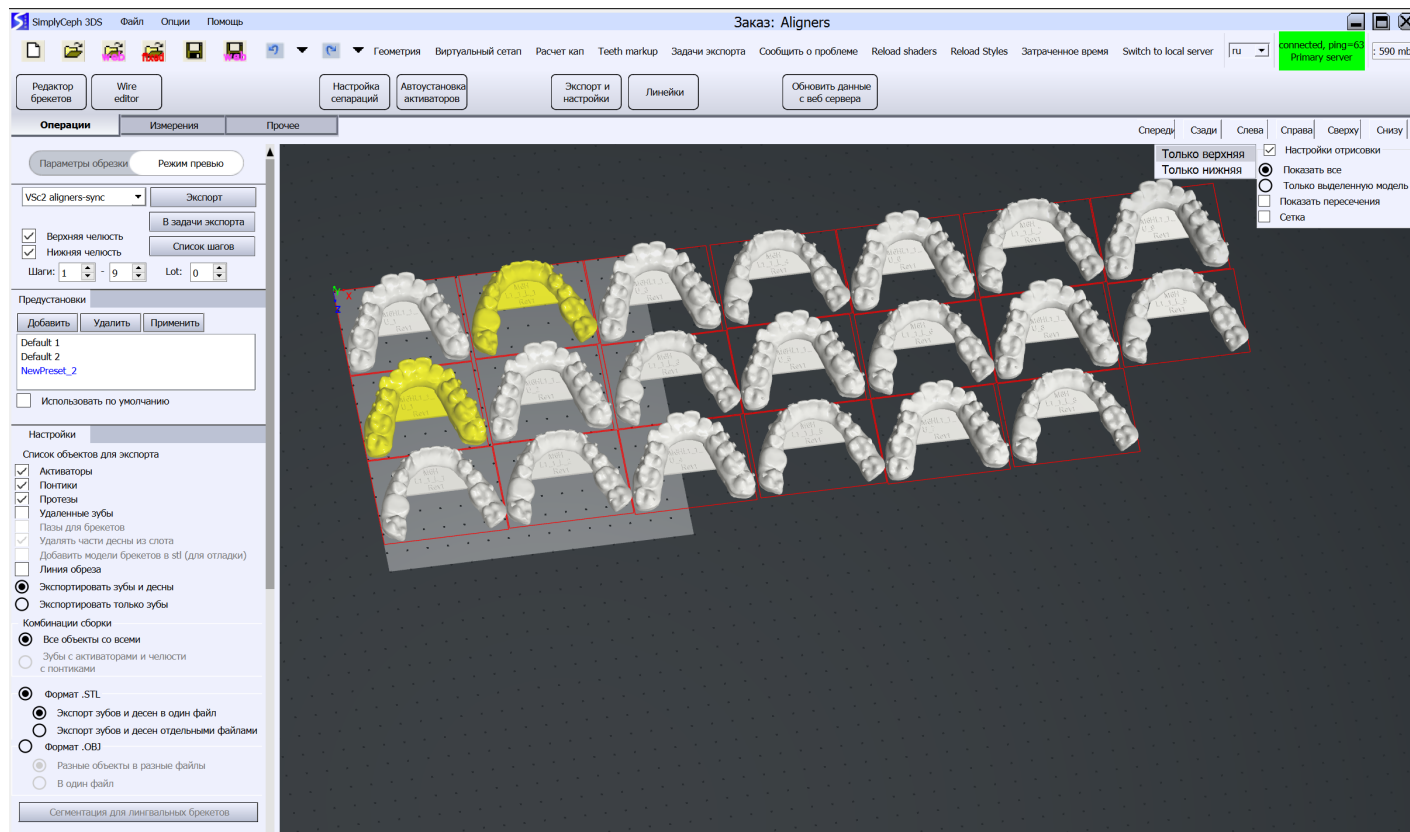 SimplyCeph 3DS Файл Опции Помощь Заказ: Aligners
Геометрия Виртуальный сетап Расчет кап Teeth markup Задачи экспорта Сообщить о проблеме Reload shaders Reload Styles Затраченное время Switch to local server ru connected, ping=63 : 590 mb
Primary server
Редактор брекетов Wire editor Настройка сепараций Автоустановка активаторов Экспорт и настройки Линейки Обновить данные с веб сервера
Операции Измерения Прочее Спереди Сзади Слева Справа Сверху Снизу
Параметры обрезки Режим превью
Только верхняя Настройки отрисовки
Только нижняя Показать все
Только выделенную модель
Показать пересечения
Сетка
VSc2 aligners-sync Экспорт
В задачи экспорта
Верхняя челюсть
Нижняя челюсть Список шагов
Шаги: 1 - 9 Lot: 0
Предустановки
Добавить Удалить Применить
Default 1
Default 2
NewPreset_2
Использовать по умолчанию
Настройки
Список объектов для экспорта
Активаторы
Понтики
Протезы
Удаленные зубы
Пазы для брекетов
Удалять части десны из слота
Добавить модели брекетов в stl (для отладки)
Линия обреза
Экспортировать зубы и десны
Экспортировать только зубы
Комбинации сборки
Все объекты со всеми
Зубы с активаторами и челюсти
с понтиками
Формат .STL
Экспорт зубов и десен в один файл
Экспорт зубов и десен отдельными файлами
Формат .OBJ
Разные объекты в разные файлы
В один файл
Сегментация для лингвальных брекетов
Y
X
Z